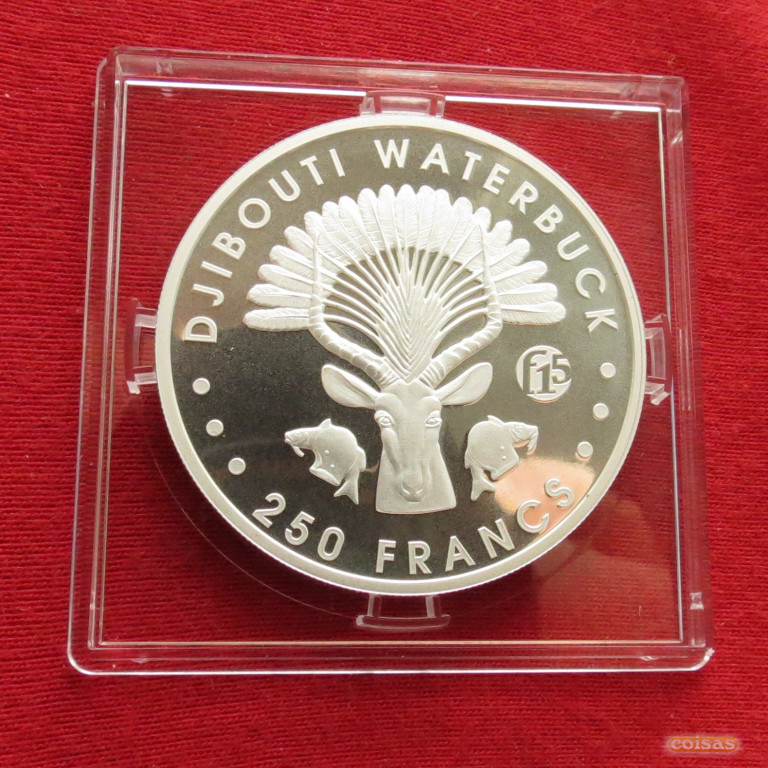 DJIBOUTI WATERBUCK
f15
250 FRANCS
coisas